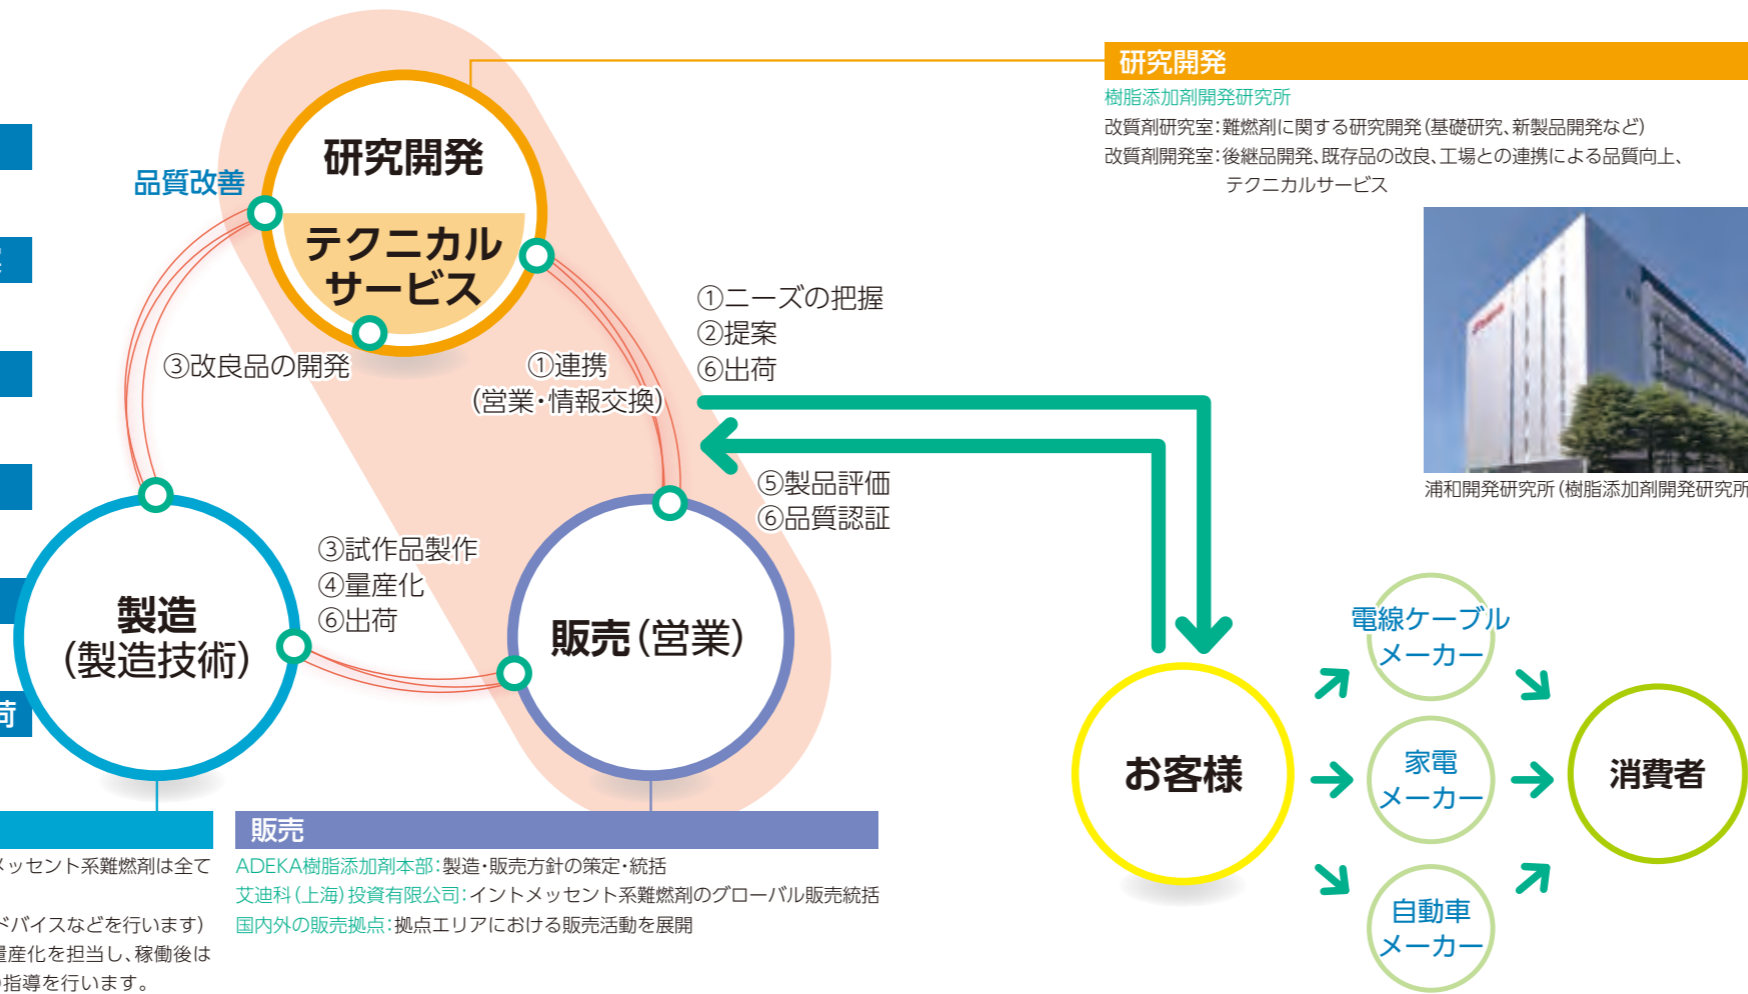 研究開発
樹脂添加剤開発研究所
改質剤研究室：難燃剤に関する研究開発（基礎研究、新製品開発など）
改質剤開発室：後継品開発、既存品の改良、工場との連携による品質向上、
テクニカルサービス
浦和開発研究所（樹脂添加剤開発研究所
品質改善
研究開発
テクニカル
サービス
③改良品の開発
①連携
（営業・情報交換）
①ニーズの把握
②提案
⑥出荷
⑤製品評価
⑥品質認証
③試作品製作
④量産化
⑥出荷
製造
（製造技術）
販売（営業）
荷
お客様
電線ケーブル
メーカー
家電
メーカー
自動車
メーカー
消費者
メッセント系難燃剤は全て
ドバイスなどを行います）
量産化を担当し、稼働後は
指導を行います。
販売
ADEKA樹脂添加剤本部：製造・販売方針の策定・統括
艾迪科（上海）投資有限公司：イントメッセント系難燃剤のグローバル販売統括
国内外の販売拠点：拠点エリアにおける販売活動を展開